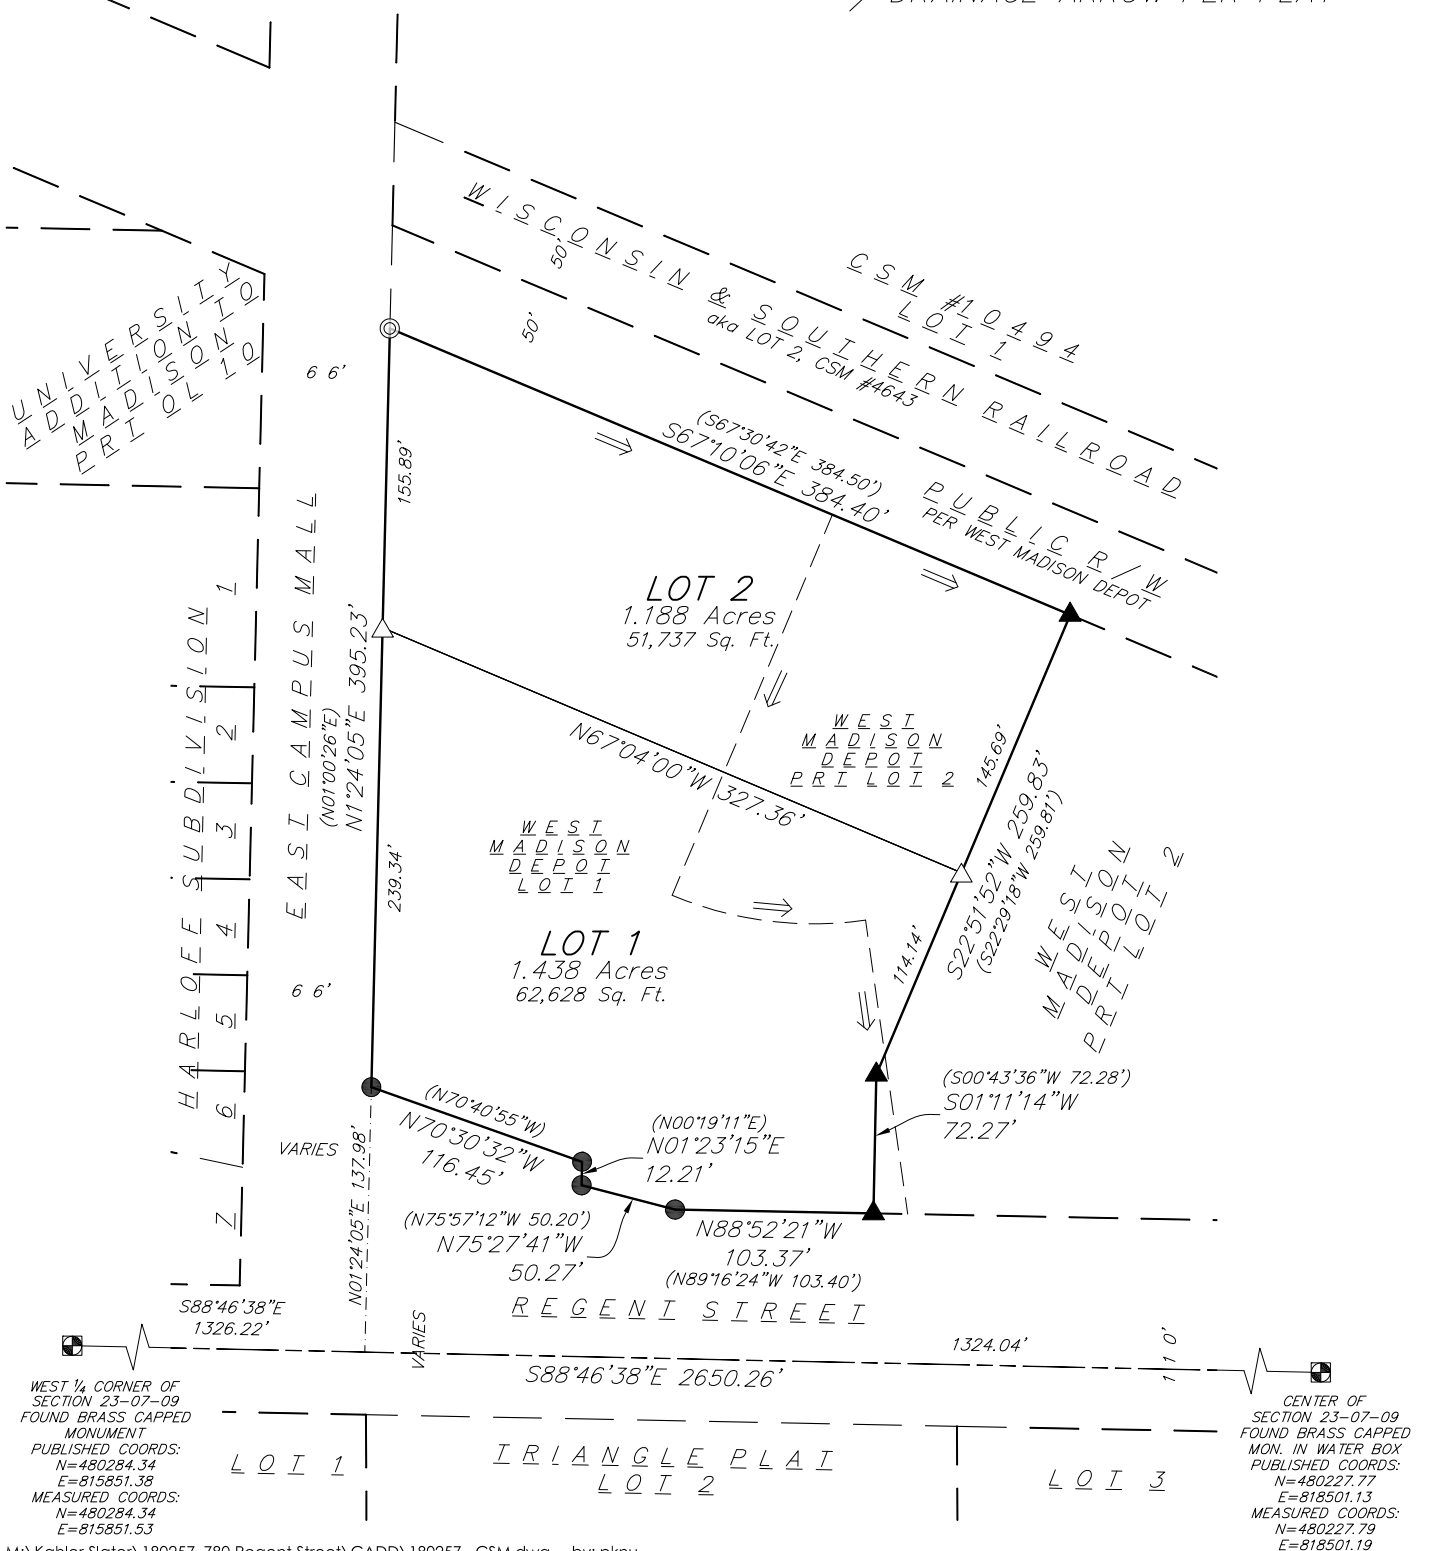 DRAINAGE ARROW PER PLAT
WISCONSIN & SOUTHERN RAILROAD
aka LOT 2, CSM #4643
CSM #10494
LOT 1
50'
50'
UNIVERSITY
ADDITION TO
MADISON
PRT OL 10
66'
155.89'
(S67°30'42"E 384.50')
S67°10'06"E 384.40'
PUBLIC R/W
PER WEST MADISON DEPOT
LOT 2
1.188 Acres
51,737 Sq. Ft.
EAST CAMPUS MALL
(N01°00'26"E)
N1°24'05"E 395.23'
HARLOFF SUBDIVISION
1
2
3
4
5
6
7
N67°04'00"W 327.36'
WEST
MADISON
DEPOT
PRT LOT 2
145.69'
S22°51'52"W 259.83'
(S22°29'18"W 259.81')
WEST
MADISON
DEPOT
LOT 1
239.34'
WEST
MADISON
DEPOT
PRT LOT 2
114.14'
LOT 1
1.438 Acres
62,628 Sq. Ft.
66'
(S00°43'36"W 72.28')
S01°11'14"W
72.27'
(N70°40'55"W)
N70°30'32"W
116.45'
(N00°19'11"E)
N01°23'15"E
12.21'
VARIES
N01°24'05"E 137.98'
(N75°57'12"W 50.20')
N75°27'41"W
50.27'
N88°52'21"W
103.37'
(N89°16'24"W 103.40')
REGENT STREET
S88°46'38"E
1326.22'
VARIES
1324.04'
110'
S88°46'38"E 2650.26'
WEST 1/4 CORNER OF
SECTION 23-07-09
FOUND BRASS CAPPED
MONUMENT
PUBLISHED COORDS:
N=480284.34
E=815851.38
MEASURED COORDS:
N=480284.34
E=815851.53
LOT 1
TRIANGLE PLAT
LOT 2
LOT 3
CENTER OF
SECTION 23-07-09
FOUND BRASS CAPPED
MON. IN WATER BOX
PUBLISHED COORDS:
N=480227.77
E=818501.13
MEASURED COORDS:
N=480227.79
E=818501.19